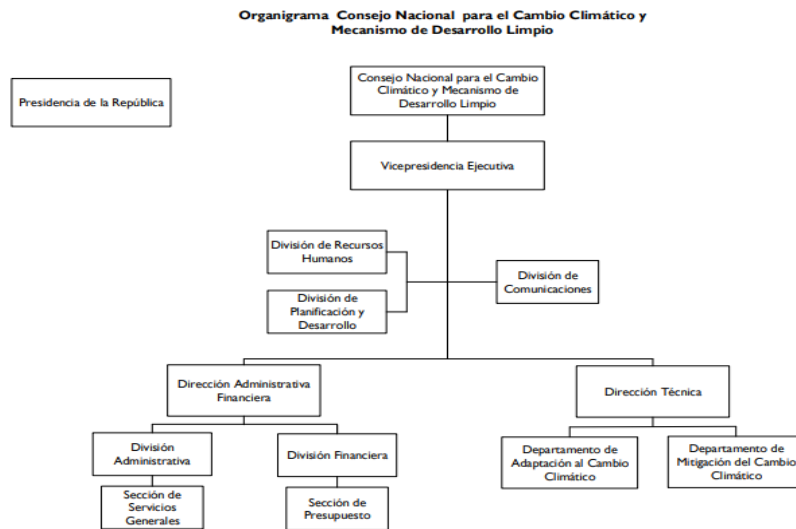 Organigrama Consejo Nacional para el Cambio Climático y
Mecanismo de Desarrollo Limpio
Presidencia de la República
Consejo Nacional para el Cambio
Climático y Mecanismo de
Desarrollo Limpio
Vicepresidencia Ejecutiva
División de Recursos
Humanos
División de
Comunicaciones
División de
Planificación y
Desarrollo
Dirección Administrativa
Financiera
Dirección Técnica
División
Administrativa
División Financiera
Departamento de
Adaptación al Cambio
Climático
Departamento de
Mitigación del Cambio
Climático
Sección de
Servicios
Generales
Sección de
Presupuesto